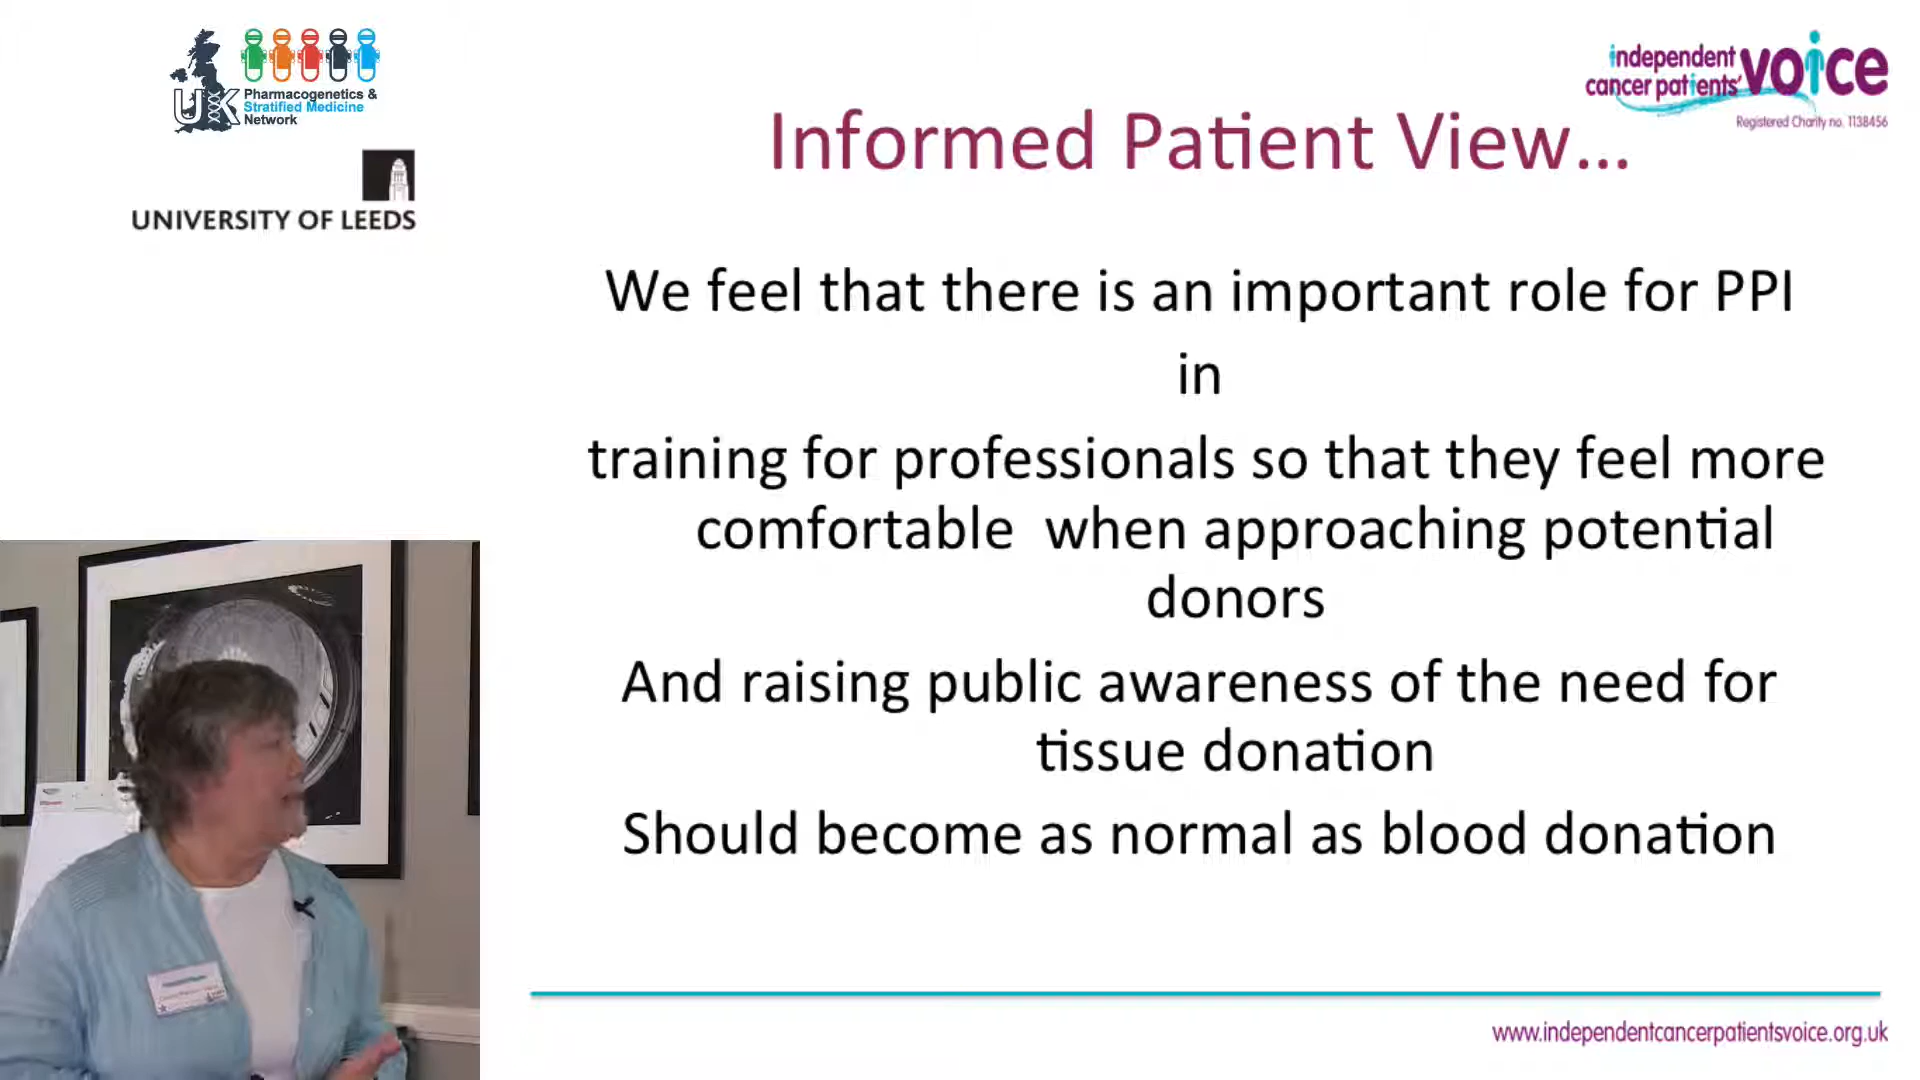 UK
Pharmacogenetics &
Stratified Medicine
Network
UNIVERSITY OF LEEDS
independent
cancer patients'
voice
Registered Charity no. 1138456
Informed Patient View...
We feel that there is an important role for PPI
in
training for professionals so that they feel more
comfortable when approaching potential
donors
And raising public awareness of the need for
tissue donation
Should become as normal as blood donation
www.independentcancerpatientsvoice.org.uk